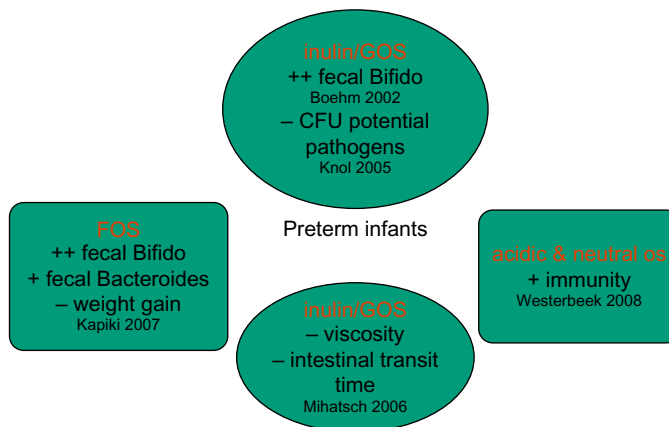 inulin/GOS
++ fecal Bifido
Boehm 2002
– CFU potential
pathogens
Knol 2005
FOS
++ fecal Bifido
+ fecal Bacteroides
– weight gain
Kapiki 2007
Preterm infants
acidic & neutral os
+ immunity
Westerbeek 2008
inulin/GOS
– viscosity
– intestinal transit
time
Mihatsch 2006